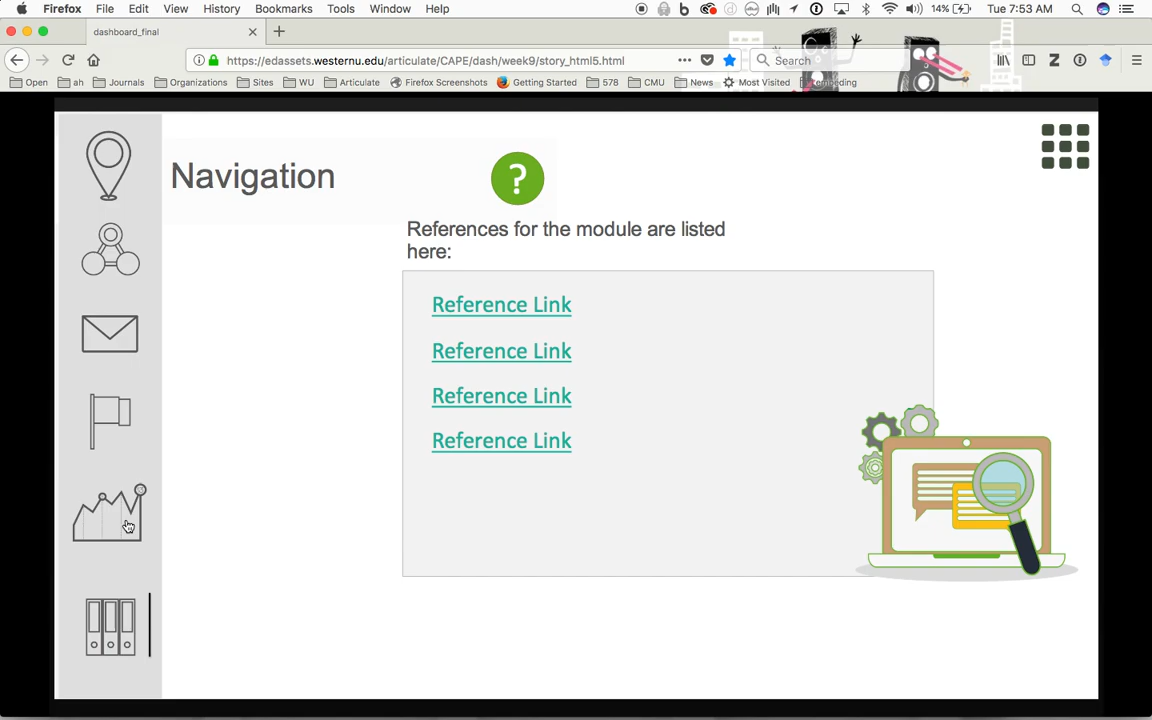 Firefox File Edit View History Bookmarks Tools Window Help 14% Tue 7:53 AM
dashboard_final
https://edassets.westernu.edu/articulate/CAPE/dash/week9/story_html5.html Search
Open ah Journals Organizations Sites WU Articulate Firefox Screenshots Getting Started 578 CMU News Most Visited
Navigation
?
References for the module are listed
here:
Reference Link
Reference Link
Reference Link
Reference Link